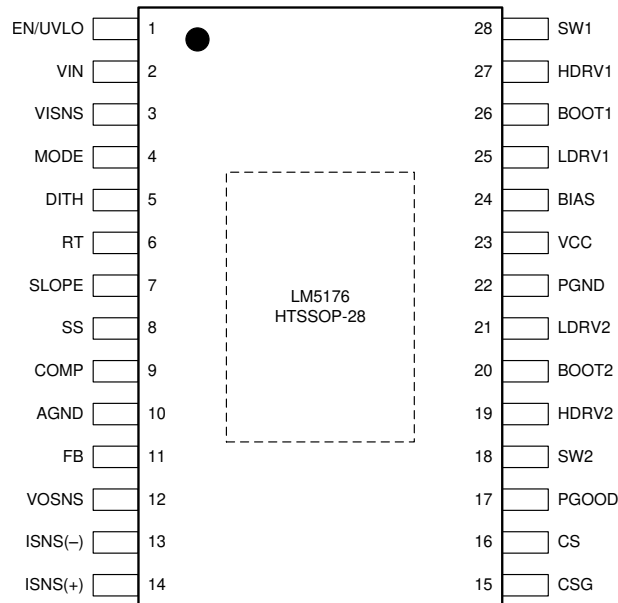 EN/UVLO 1 28 SW1
VIN 2 27 HDRV1
VISNS 3 26 BOOT1
MODE 4 25 LDRV1
DITH 5 24 BIAS
RT 6 23 VCC
SLOPE 7 22 PGND
LM5176
HTSSOP-28
SS 8 21 LDRV2
COMP 9 20 BOOT2
AGND 10 19 HDRV2
FB 11 18 SW2
VOSNS 12 17 PGOOD
ISNS(–) 13 16 CS
ISNS(+) 14 15 CSG